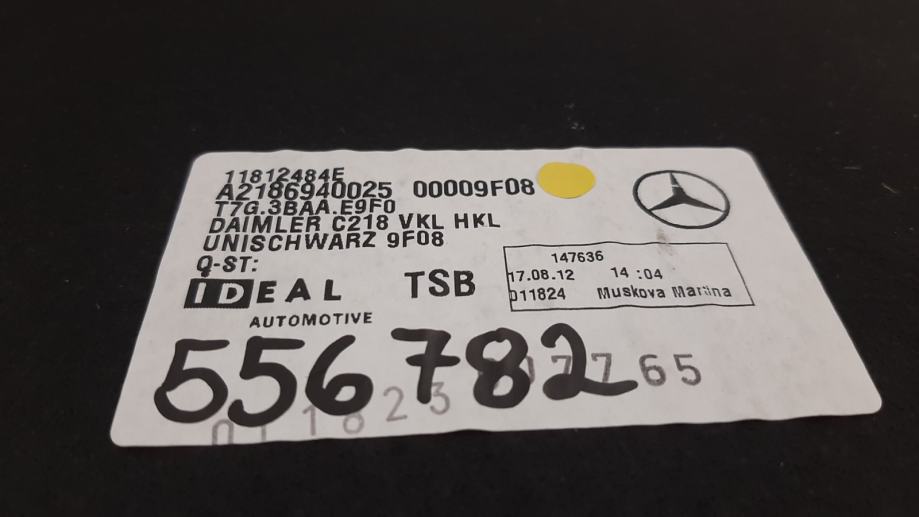 11812484E
A2186940025 00009F08
T7G.3BAA.E9F0
DAIMLER C218 VKL HKL
UNISCHWARZ 9F08
Q-ST:
147636
17.08.12 14:04
011824 Muskova Martina
IDEAL TSB
AUTOMOTIVE
556782
65